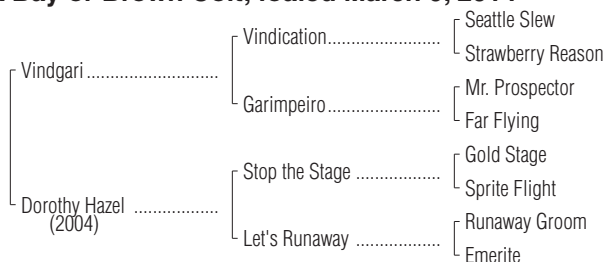 Seattle Slew
Vindication........................
Strawberry Reason
Vindgari ............................
Mr. Prospector
Garimpeiro........................
Far Flying
Gold Stage
Stop the Stage .................
Sprite Flight
Dorothy Hazel .................
(2004)
Runaway Groom
Let's Runaway .................
Emerite